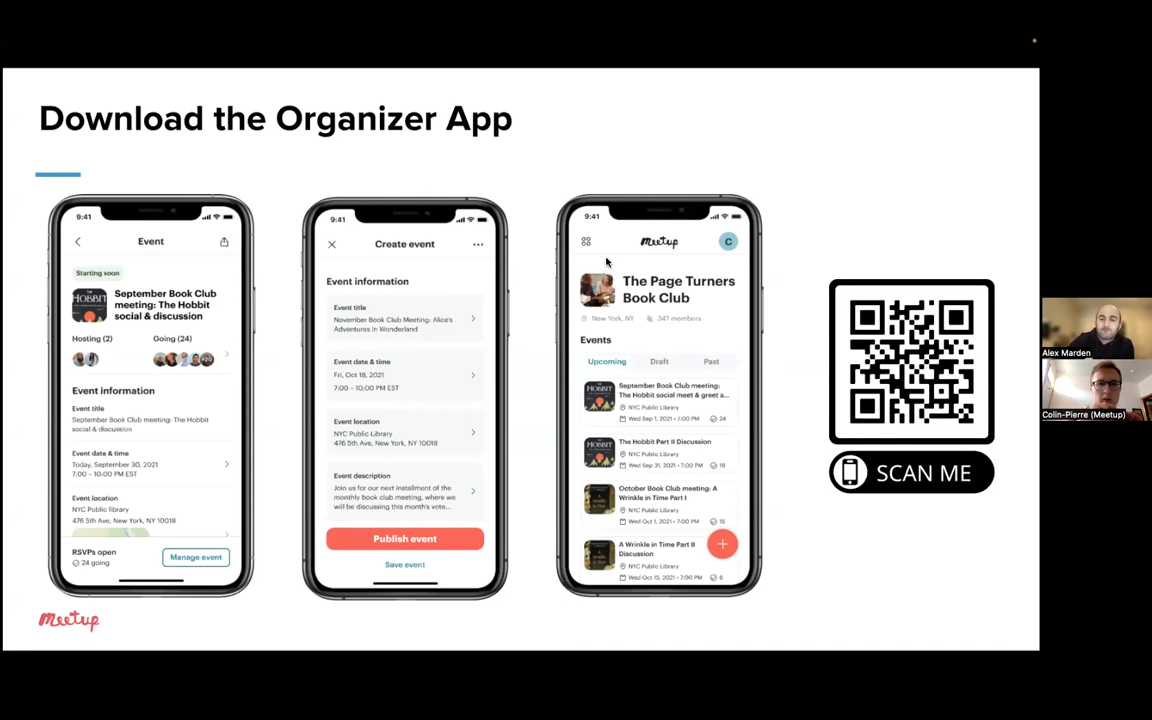 Download the Organizer App
9:41
Event
Starting soon
THE
HOBBIT
September Book Club
meeting: The Hobbit
social & discussion
Hosting (2)
Going (24)
Event information
Event title
September Book Club meeting: The Hobbit
social & discussion
Event date & time
Today, September 30, 2021
7:00 – 10:00 PM EST
Event location
NYC Public Library
476 5th Ave, New York, NY 10018
RSVPs open
24 going
Manage event
9:41
Create event
Event information
Event title
November Book Club Meeting: Alice's
Adventures in Wonderland
Event date & time
Fri, Oct 18, 2021
7:00 – 10:00 PM EST
Event location
NYC Public Library
476 5th Ave, New York, NY 10018
Event description
Join us for our next installment of the
monthly book club meeting, where we
will be discussing this month's vote...
Publish event
Save event
9:41
meetup
C
The Page Turners
Book Club
New York, NY
347 members
Events
Upcoming
Draft
Past
HOBBIT
September Book Club meeting:
The Hobbit social meet & greet a...
NYC Public Library
Wed Sep 1, 2021 • 7:00 PM
24
HOBBIT
The Hobbit Part II Discussion
NYC Public Library
Wed Sep 31, 2021 • 7:00 PM
19
October Book Club meeting: A
Wrinkle in Time Part I
NYC Public Library
Wed Oct 1, 2021 • 7:00 PM
15
A Wrinkle in Time Part II
Discussion
NYC Public Library
Wed Oct 15, 2021 • 7:00 PM
6
SCAN ME
meetup
Alex Marden
Colin-Pierre (Meetup)